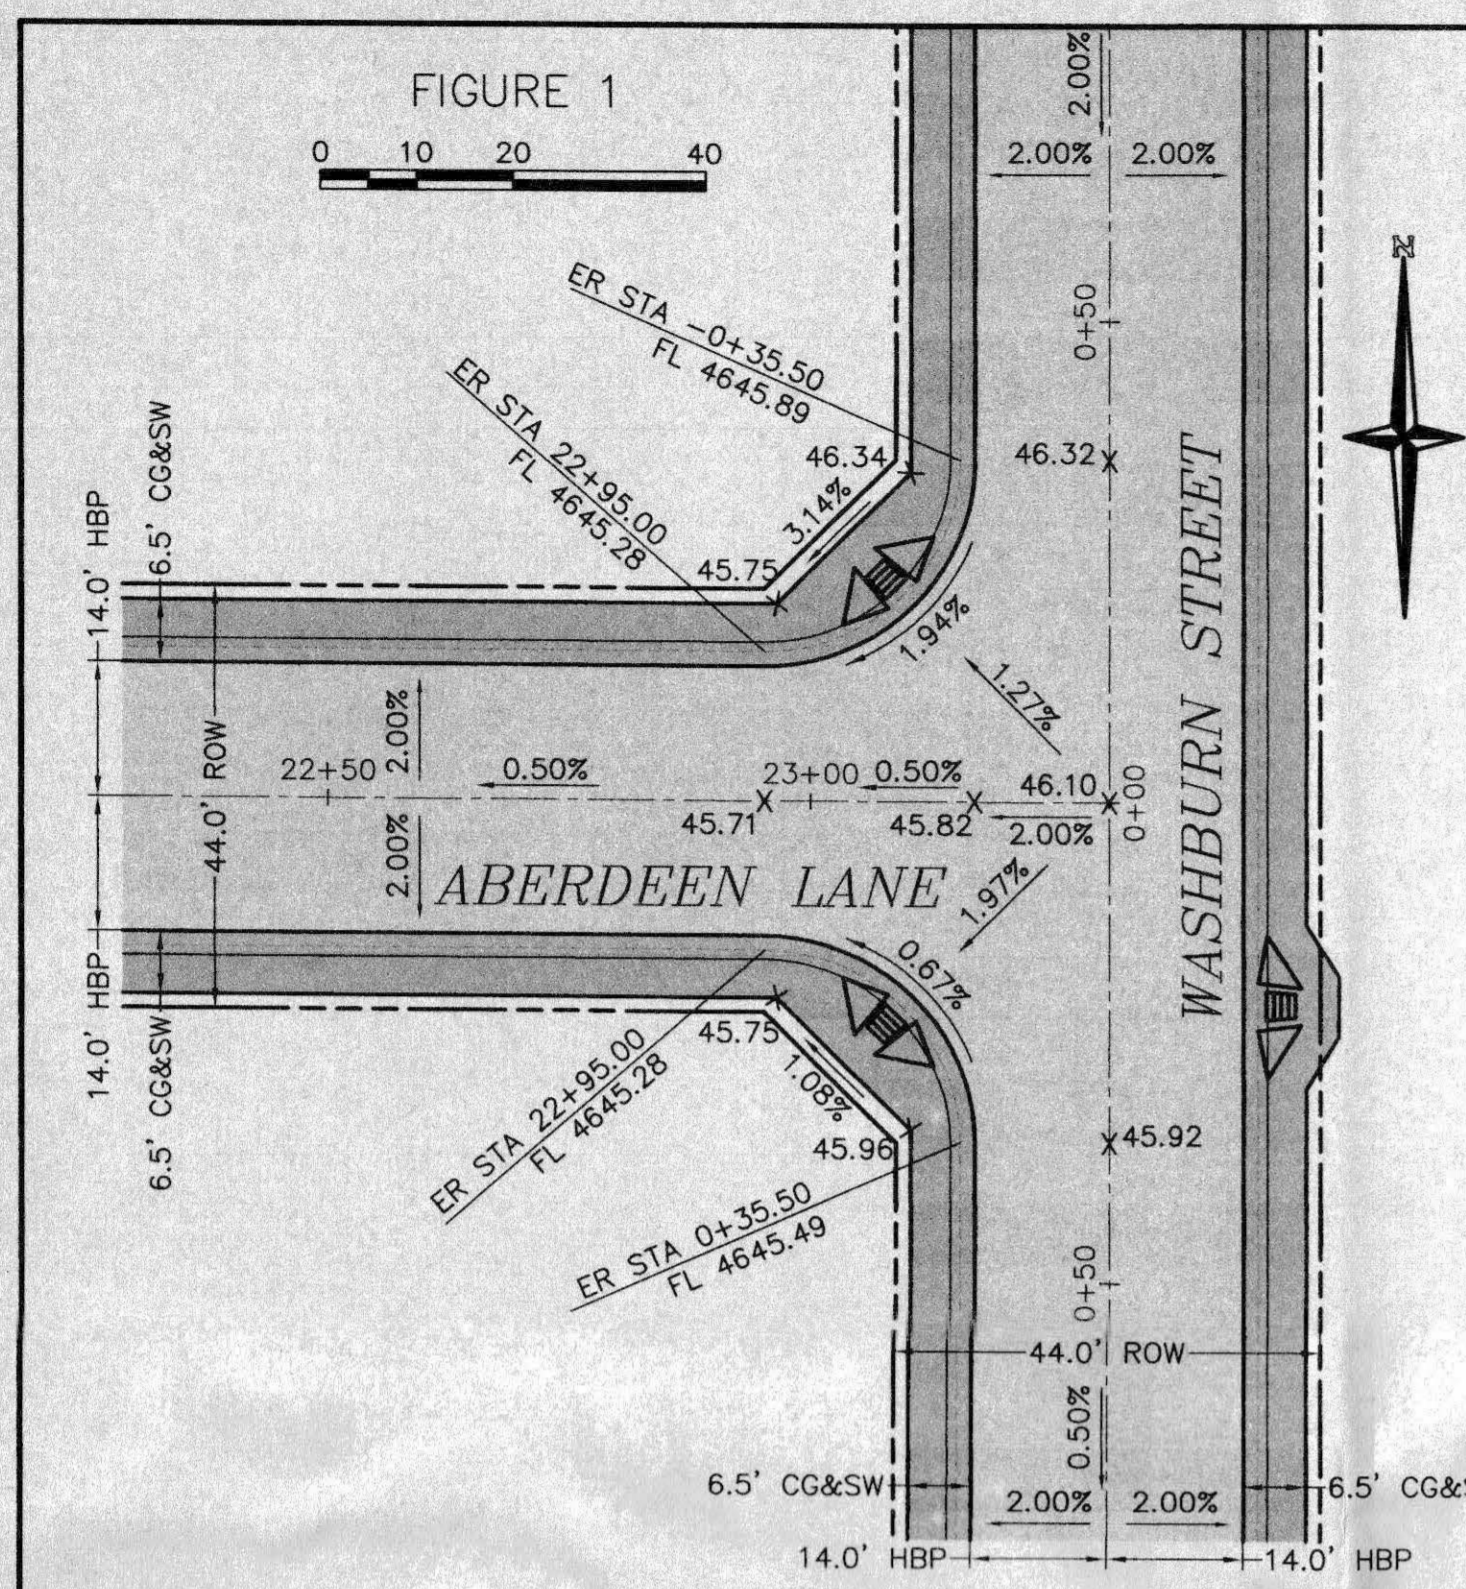 FIGURE 1
0 10 20 40
2.00%
2.00% 2.00%
N
0+50
ER STA -0+35.50
FL 4645.89
ER STA 22+95.00
FL 4645.28
46.34
46.32
3.14%
45.75
14.0' HBP
6.5' CG&SW
1.94%
1.27%
WASHBURN STREET
44.0' ROW
22+50
2.00%
0.50%
23+00
0.50%
46.10
0+00
45.71
45.82
2.00%
2.00%
ABERDEEN LANE
1.97%
0.67%
14.0' HBP
6.5' CG&SW
45.75
1.08%
45.96
45.92
ER STA 22+95.00
FL 4645.28
ER STA 0+35.50
FL 4645.49
0+50
44.0' ROW
0.50%
6.5' CG&SW
6.5' CG&
2.00% 2.00%
14.0' HBP
14.0' HBP